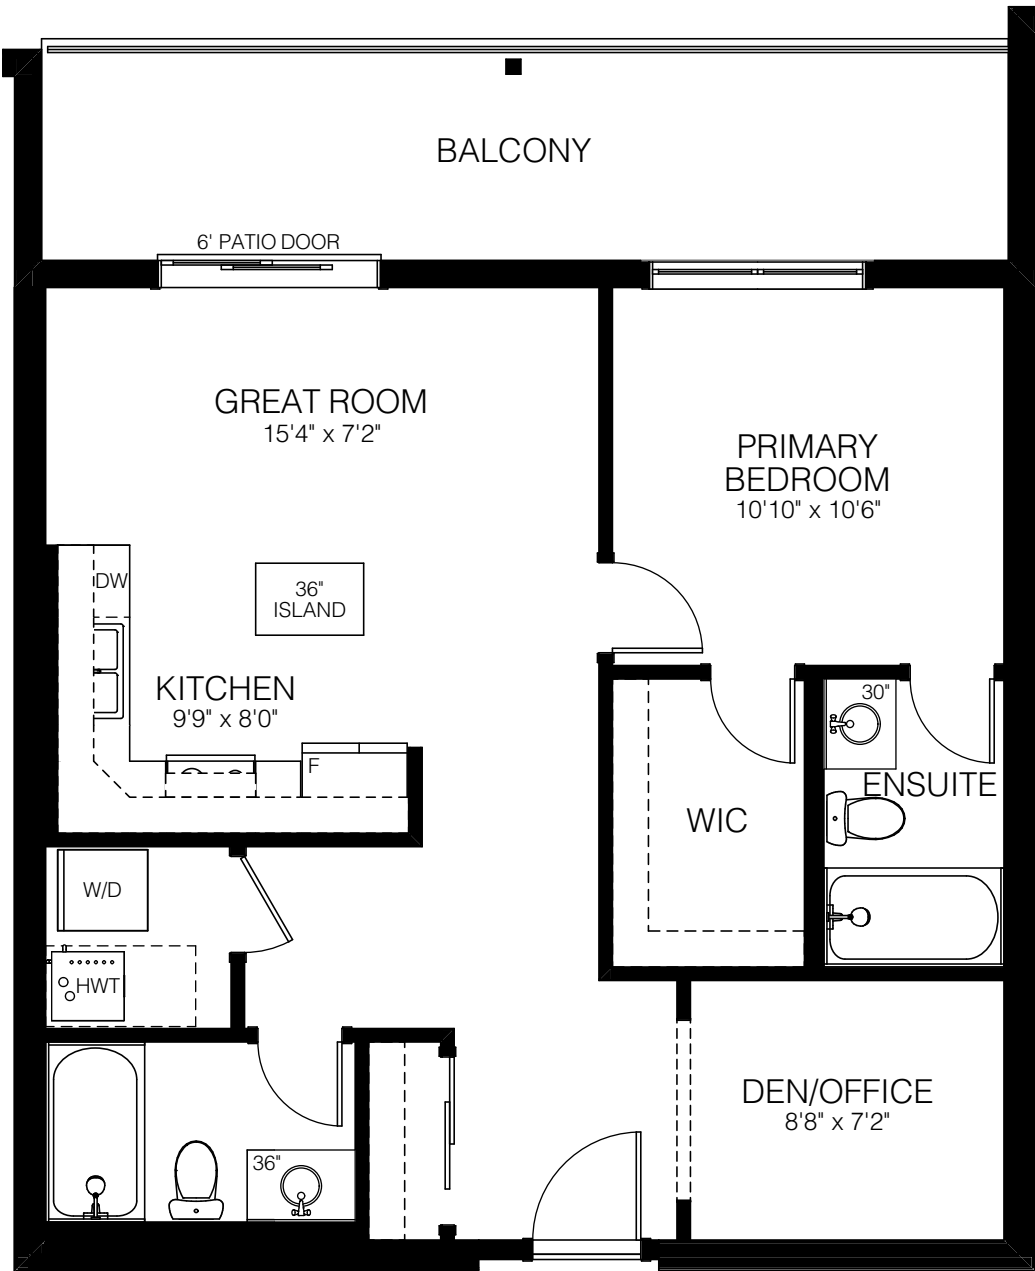 BALCONY
6' PATIO DOOR
GREAT ROOM
15'4" x 7'2"
PRIMARY
BEDROOM
10'10" x 10'6"
DW
36"
ISLAND
KITCHEN
9'9" x 8'0"
F
30"
ENSUITE
WIC
W/D
HWT
DEN/OFFICE
8'8" x 7'2"
36"